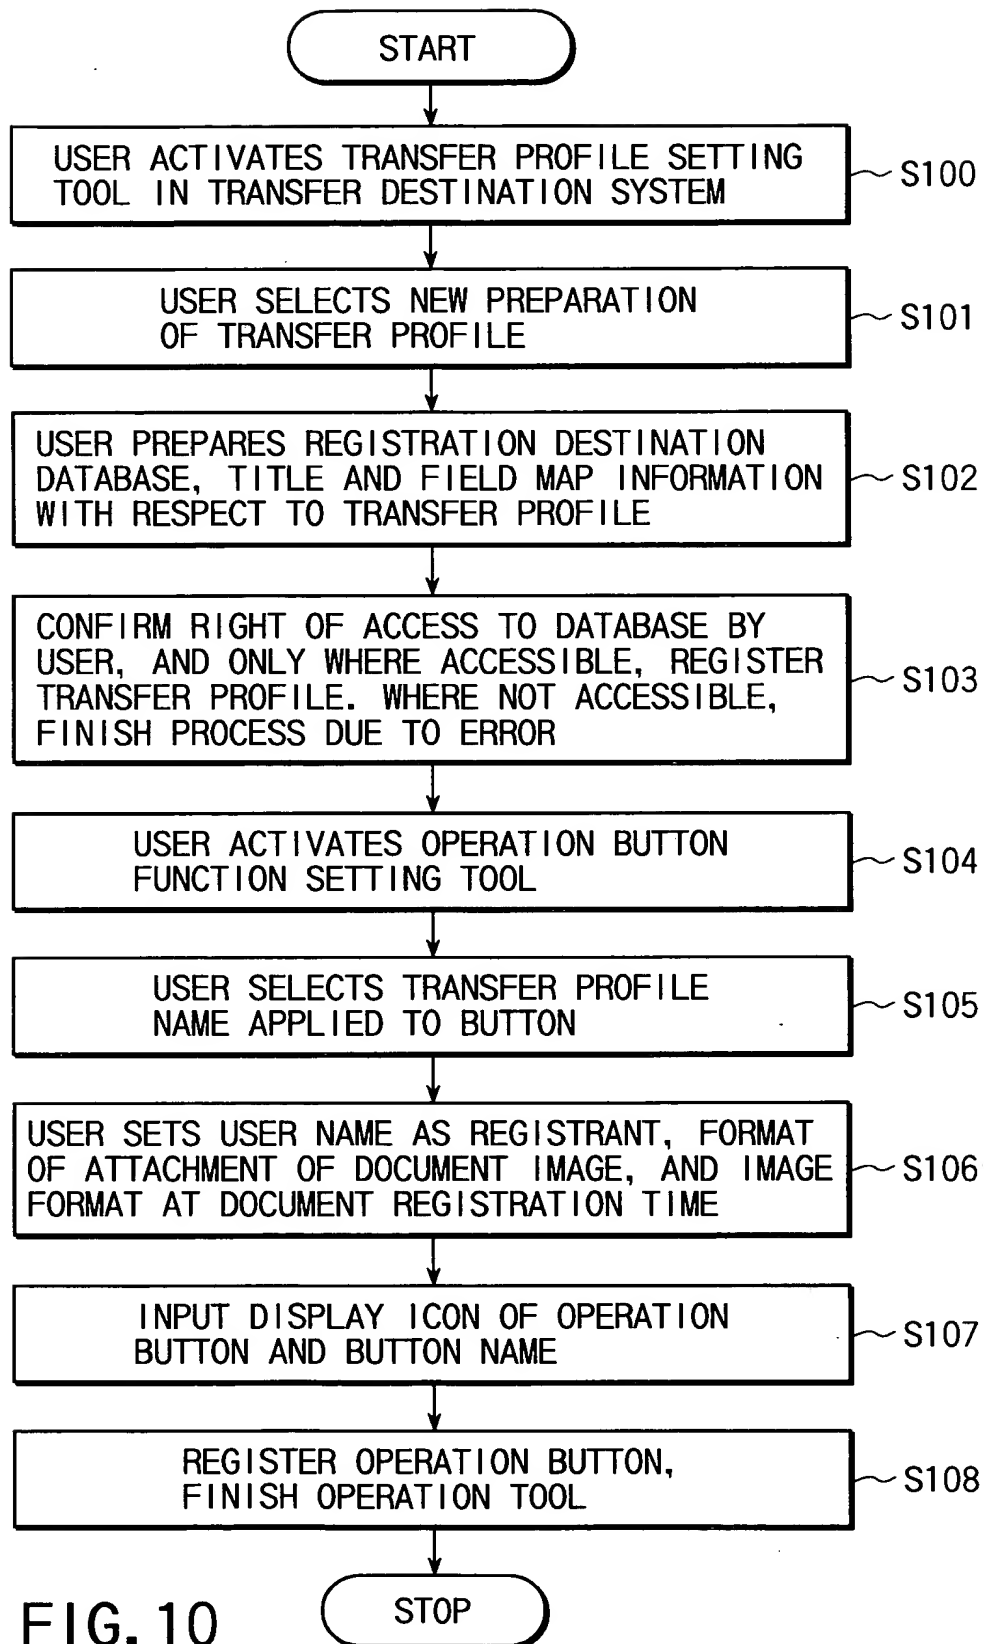 START
USER ACTIVATES TRANSFER PROFILE SETTING
TOOL IN TRANSFER DESTINATION SYSTEM
S100
USER SELECTS NEW PREPARATION
OF TRANSFER PROFILE
S101
USER PREPARES REGISTRATION DESTINATION
DATABASE, TITLE AND FIELD MAP INFORMATION
WITH RESPECT TO TRANSFER PROFILE
S102
CONFIRM RIGHT OF ACCESS TO DATABASE BY
USER, AND ONLY WHERE ACCESSIBLE, REGISTER
TRANSFER PROFILE. WHERE NOT ACCESSIBLE,
FINISH PROCESS DUE TO ERROR
S103
USER ACTIVATES OPERATION BUTTON
FUNCTION SETTING TOOL
S104
USER SELECTS TRANSFER PROFILE
NAME APPLIED TO BUTTON
S105
USER SETS USER NAME AS REGISTRANT, FORMAT
OF ATTACHMENT OF DOCUMENT IMAGE, AND IMAGE
FORMAT AT DOCUMENT REGISTRATION TIME
S106
INPUT DISPLAY ICON OF OPERATION
BUTTON AND BUTTON NAME
S107
REGISTER OPERATION BUTTON,
FINISH OPERATION TOOL
S108
STOP
FIG. 10